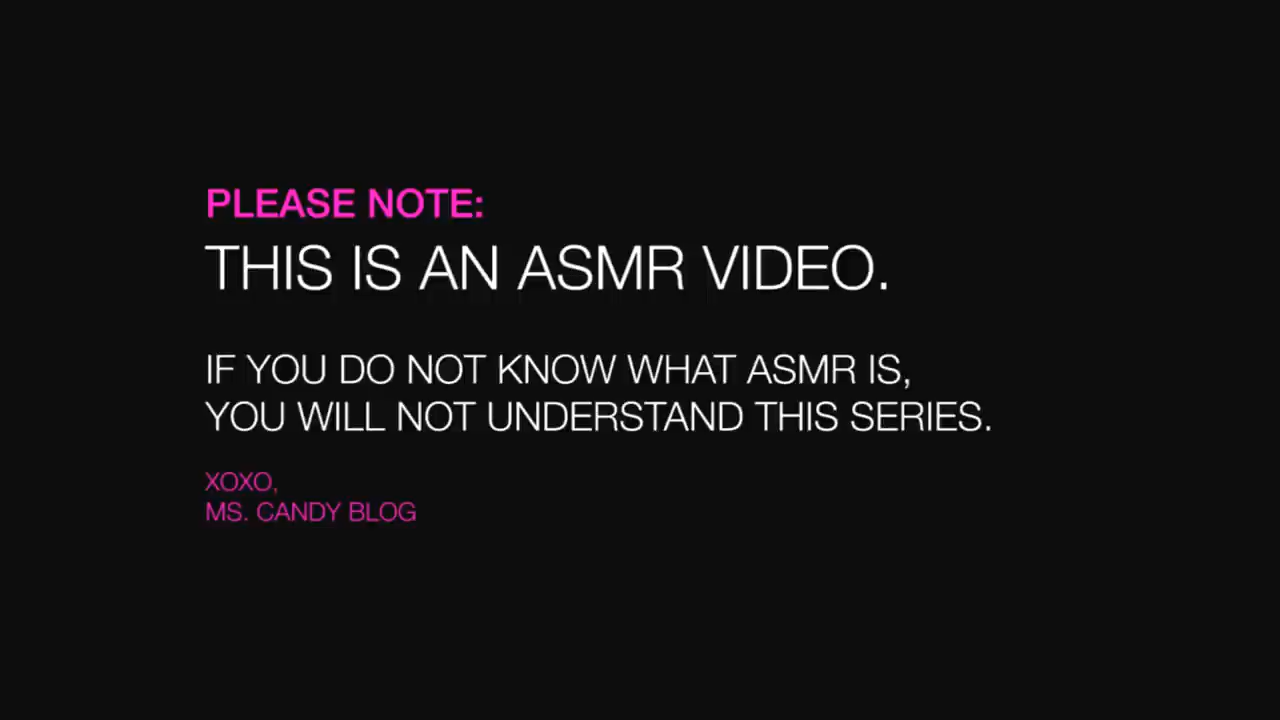 PLEASE NOTE:
THIS IS AN ASMR VIDEO.
IF YOU DO NOT KNOW WHAT ASMR IS,
YOU WILL NOT UNDERSTAND THIS SERIES.
XOXO,
MS. CANDY BLOG